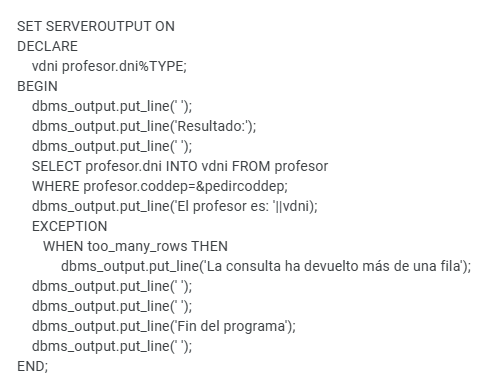 SET SERVEROUTPUT ON
DECLARE
vdni profesor.dni%TYPE;
BEGIN
dbms_output.put_line(' ');
dbms_output.put_line('Resultado:');
dbms_output.put_line(' ');
SELECT profesor.dni INTO vdni FROM profesor
WHERE profesor.coddep=&pedircoddep;
dbms_output.put_line('El profesor es: '||vdni);
EXCEPTION
WHEN too_many_rows THEN
dbms_output.put_line('La consulta ha devuelto más de una fila');
dbms_output.put_line(' ');
dbms_output.put_line(' ');
dbms_output.put_line('Fin del programa');
dbms_output.put_line(' ');
END;